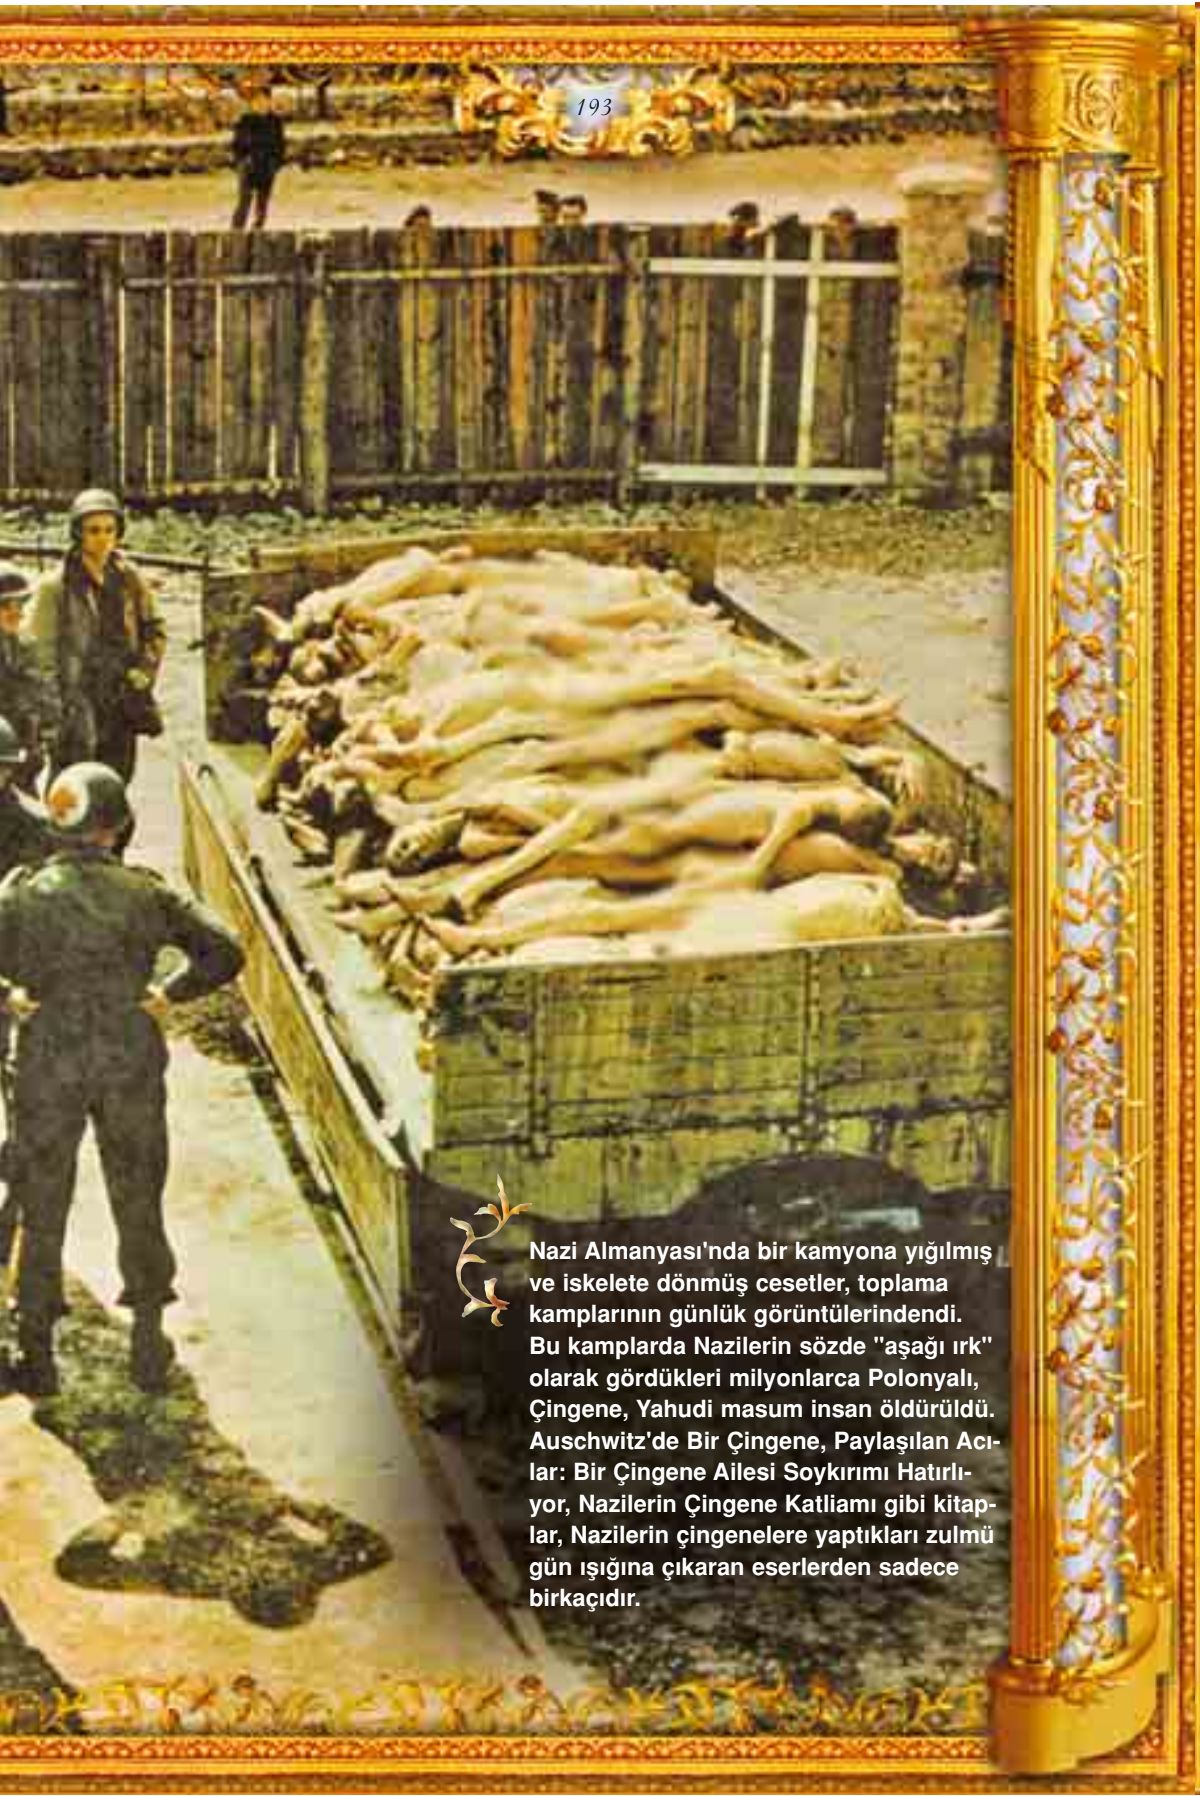 193
Nazi Almanyası'nda bir kamyona yığılmış
ve iskelete dönmüş cesetler, toplama
kamplarının günlük görüntülerindendi.
Bu kamplarda Nazilerin sözde "aşağı ırk"
olarak gördükleri milyonlarca Polonyalı,
Çingene, Yahudi masum insan öldürüldü.
Auschwitz'de Bir Çingene, Paylaşılan Acı-
lar: Bir Çingene Ailesi Soykırımı Hatırlı-
yor, Nazilerin Çingene Katliamı gibi kitap-
lar, Nazilerin çingenelere yaptıkları zulmü
gün ışığına çıkaran eserlerden sadece
birkaçıdır.